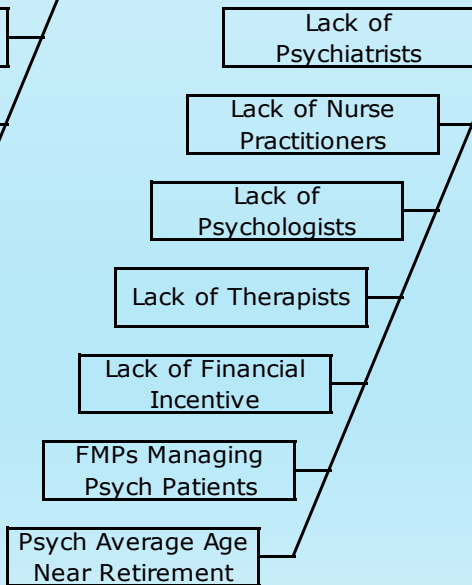 Lack of
Psychiatrists
Lack of Nurse
Practitioners
Lack of
Psychologists
Lack of Therapists
Lack of Financial
Incentive
FMPs Managing
Psych Patients
Psych Average Age
Near Retirement